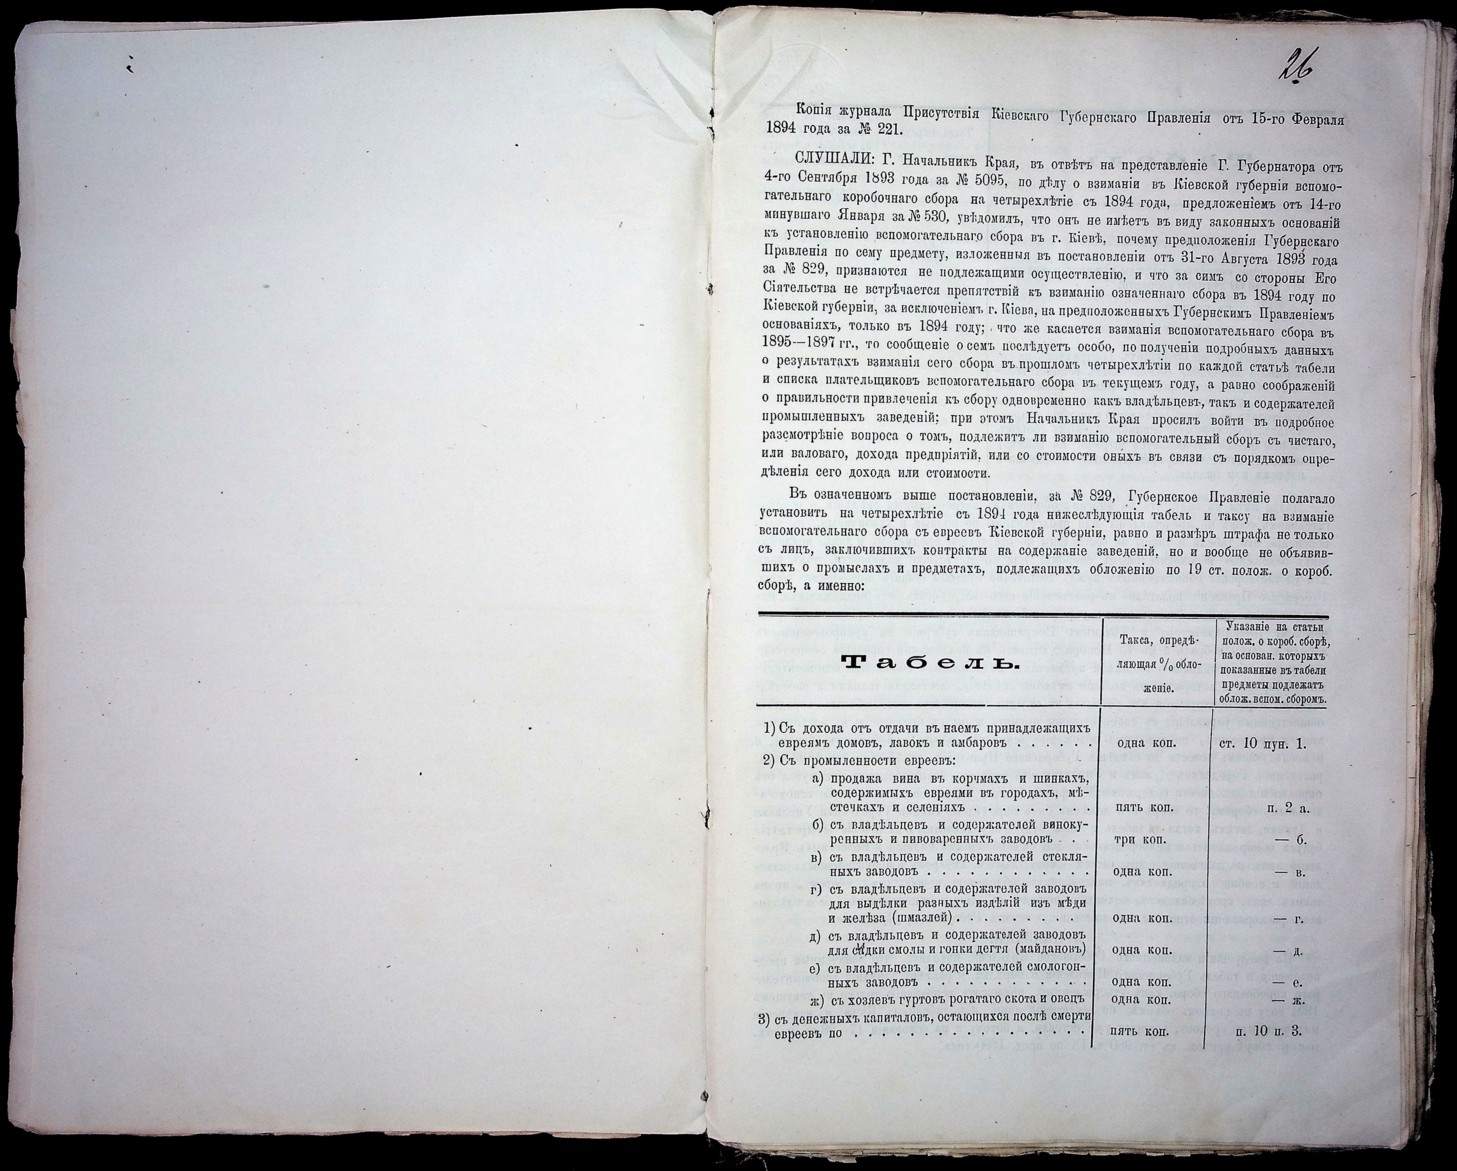 26
Копія журнала Присутствія Кіевскаго Губернскаго Правленія отъ 15-го Февраля
1894 года за № 221.
СЛУШАЛИ: Г. Начальникъ Края, въ отвѣтъ на представленіе Г. Губернатора отъ
4-го Сентября 1893 года за № 5095, по дѣлу о взиманіи въ Кіевской губерніи вспомо-
гательнаго коробочнаго сбора на четырехлѣтіе съ 1894 года, предложеніемъ отъ 14-го
минувшаго Января за № 530, увѣдомилъ, что онъ не имѣетъ въ виду законныхъ основаній
къ установленію вспомогательнаго сбора въ г. Кіевѣ, почему предположенія Губернскаго
Правленія по сему предмету, изложенныя въ постановленіи отъ 31-го Августа 1893 года
за № 829, признаются не подлежащими осуществленію, и что за симъ со стороны Его
Сіятельства не встрѣчается препятствій къ взиманію означеннаго сбора въ 1894 году по
Кіевской губерніи, за исключеніемъ г. Кіева, на предположенныхъ Губернскимъ Правленіемъ
основаніяхъ, только въ 1894 году; что же касается взиманія вспомогательнаго сбора въ
1895—1897 гг., то сообщеніе о семъ послѣдуетъ особо, по полученіи подробныхъ данныхъ
о результатахъ взиманія сего сбора въ прошломъ четырехлѣтіи по каждой статьѣ табели
и списка плательщиковъ вспомогательнаго сбора въ текущемъ году, а равно соображеній
о правильности привлеченія къ сбору одновременно какъ владѣльцевъ, такъ и содержателей
промышленныхъ заведеній; при этомъ Начальникъ Края просилъ войти въ подробное
разсмотрѣніе вопроса о томъ, подлежитъ ли взиманію вспомогательный сборъ съ чистаго,
или валоваго, дохода предпріятій, или со стоимости оныхъ въ связи съ порядкомъ опре-
дѣленія сего дохода или стоимости.
Въ означенномъ выше постановленіи, за № 829, Губернское Правленіе полагало
установить на четырехлѣтіе съ 1894 года нижеслѣдующія табель и таксу на взиманіе
вспомогательнаго сбора съ евреевъ Кіевской губерніи, равно и размѣръ штрафа не только
съ лицъ, заключившихъ контракты на содержаніе заведеній, но и вообще не объявив-
шихъ о промыслахъ и предметахъ, подлежащихъ обложенію по 19 ст. полож. о короб.
сборѣ, а именно:
Табель.
Такса, опредѣ-
ляющая % обло-
женіе.
Указаніе на статьи
полож. о короб. сборѣ,
на основан. которыхъ
показанные въ табели
предметы подлежатъ
облож. вспом. сборомъ.
1) Съ дохода отъ отдачи въ наемъ принадлежащихъ
евреямъ домовъ, лавокъ и амбаровъ . . . . . . одна коп. ст. 10 пун. 1.
2) Съ промыленности евреевъ:
а) продажа вина въ корчмахъ и шинкахъ,
содержимыхъ евреями въ городахъ, мѣ-
стечкахъ и селеніяхъ . . . . . . . . . пять коп. п. 2 а.
б) съ владѣльцевъ и содержателей виноку-
ренныхъ и пивоваренныхъ заводовъ . . . три коп. — б.
в) съ владѣльцевъ и содержателей стекля-
ныхъ заводовъ . . . . . . . . . . . . одна коп. — в.
г) съ владѣльцевъ и содержателей заводовъ
для выдѣлки разныхъ издѣлій изъ мѣди
и желѣза (шмазлей) . . . . . . . . . одна коп. — г.
д) съ владѣльцевъ и содержателей заводовъ
для сидки смолы и гонки дегтя (майдановъ) одна коп. — д.
е) съ владѣльцевъ и содержателей смологон-
ныхъ заводовъ . . . . . . . . . . . . одна коп. — е.
ж) съ хозяевъ гуртовъ рогатаго скота и овецъ одна коп. — ж.
3) съ денежныхъ капиталовъ, остающихся послѣ смерти
евреевъ по . . . . . . . . . . . . . . . . . пять коп. п. 10 п. 3.